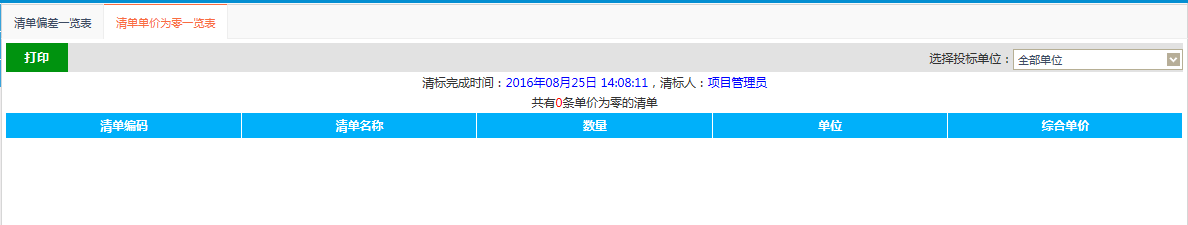 清单偏差一览表 清单单价为零一览表
打印 选择投标单位：全部单位
清标完成时间：2016年08月25日 14:08:11，清标人：项目管理员
共有0条单价为零的清单
清单编码 清单名称 数量 单位 综合单价